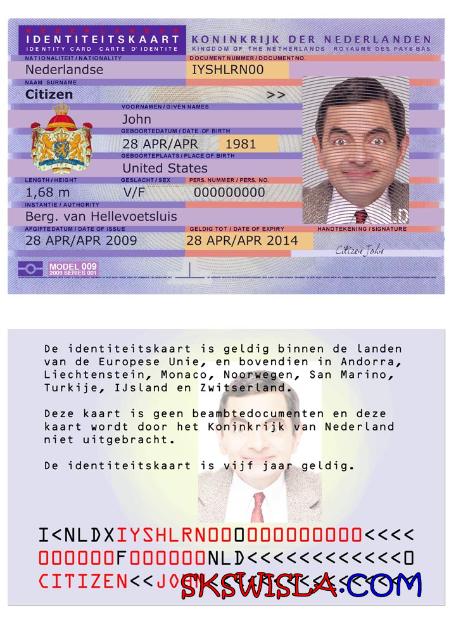 IDENTITEITSKAART KONINKRIJK DER NEDERLANDEN
IDENTITY CARD CARTE D'IDENTITE KINGDOM OF THE NETHERLANDS ROYAUME DES PAYS-BAS
NATIONALITEIT/NATIONALITY DOCUMENT NUMMER / DOCUMENTNO.
Nederlandse IYSHLRN00
NAAM SURNAME
Citizen >>
VOORNAMEN/GIVEN NAMES
John
GEBOORTEDATUM/DATE OF BIRTH
28 APR/APR 1981
GEBOORTEPLAATS/PLACE OF BIRTH
United States
LENGTH/HEIGHT GESLACHT/SEX PERS. NUMMER / PERS. NO.
1,68 m V/F 000000000
INSTANTIE / AUTHORITY
Berg. van Hellevoetsluis
AFGIFTEDATUM/DATE OF ISSUE GELDIG TOT / DATE OF EXPIRY HANDTEKENING/SIGNATURE
28 APR/APR 2009 28 APR/APR 2014
Citizen John
MODEL 009
2009 SERIES 001
De identiteitskaart is geldig binnen de landen
van de Europese Unie, en bovendien in Andorra,
Liechtenstein, Monaco, Noorwegen, San Marino,
Turkije, IJsland en Zwitserland.
Deze kaart is geen beambtedocumenten en deze
kaart wordt door het Koninkrijk van Nederland
niet uitgebracht.
De identiteitskaart is vijf jaar geldig.
I<NLDXIYSHLRN00000000000000<<<<
000000F000000NLD<<<<<<<<<<<0
CITIZEN<<JOHN<<<<<<<<<<<<<<<
SKSWISLA.COM